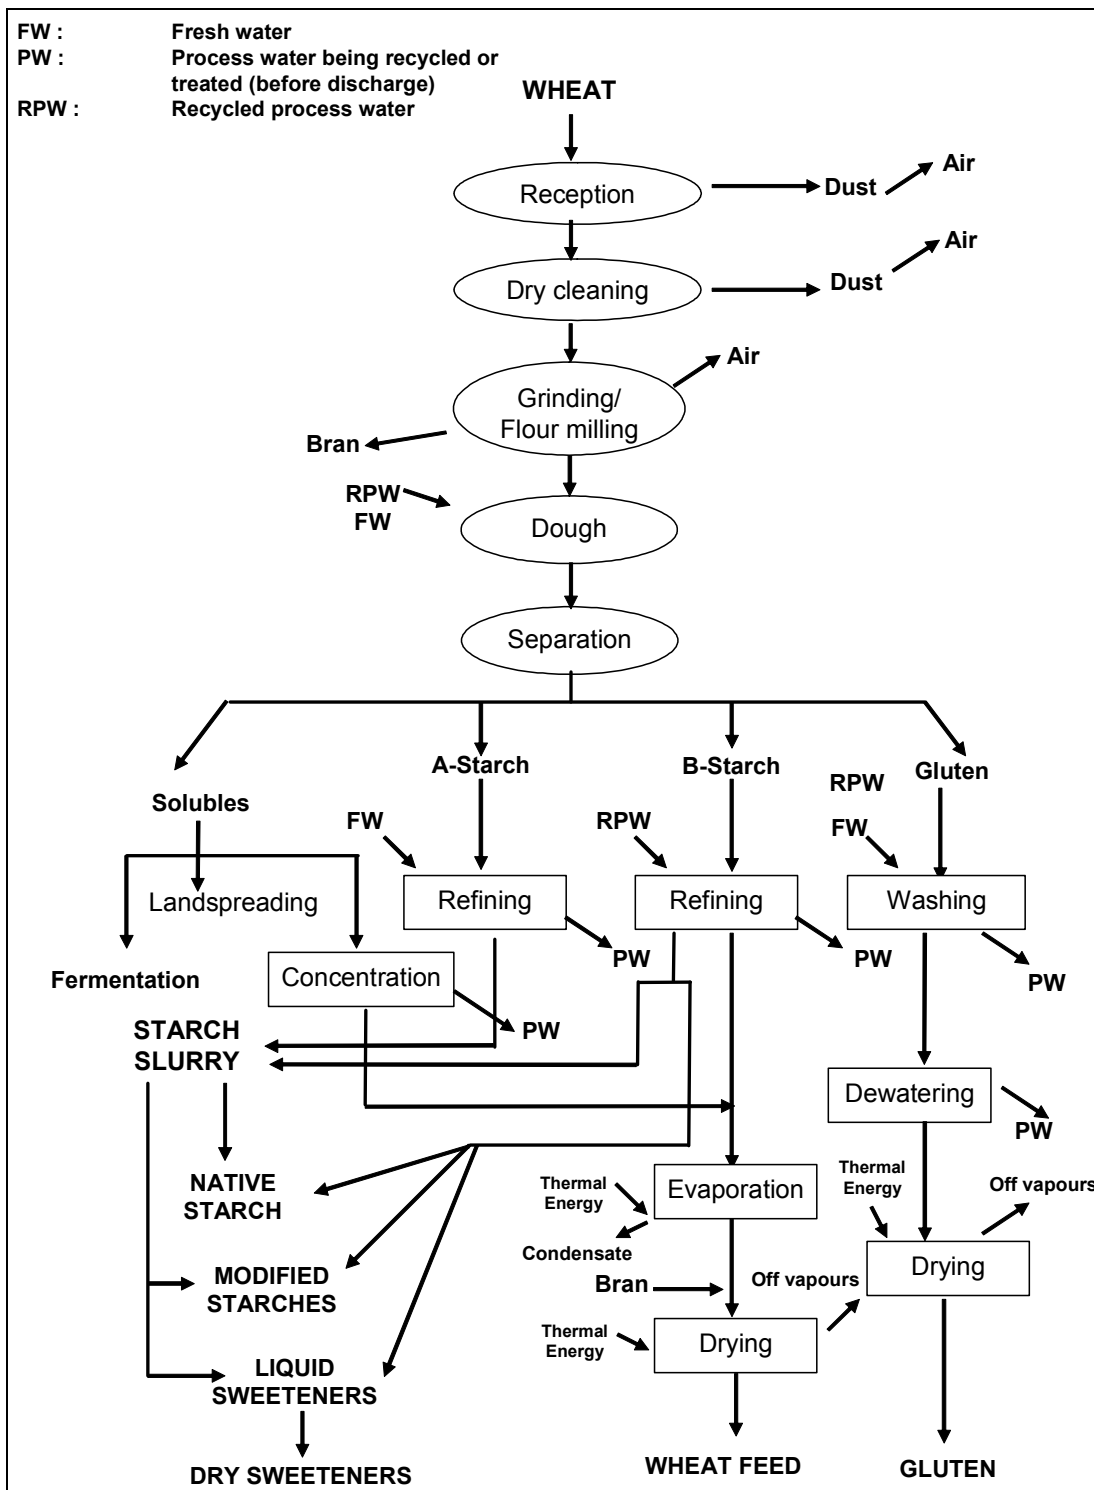 FW : Fresh water
PW : Process water being recycled or
treated (before discharge)
RPW : Recycled process water
WHEAT
Reception
Dust
Air
Dry cleaning
Dust
Air
Grinding/
Flour milling
Air
Bran
RPW
FW
Dough
Separation
Solubles
A-Starch
B-Starch
Gluten
FW
RPW
RPW
FW
Landspreading
Refining
Refining
Washing
Fermentation
Concentration
PW
PW
PW
PW
STARCH
SLURRY
Dewatering
PW
NATIVE
STARCH
Thermal
Energy
Evaporation
Condensate
Thermal
Energy
Off vapours
Drying
MODIFIED
STARCHES
Bran
Off vapours
Thermal
Energy
Drying
LIQUID
SWEETENERS
DRY SWEETENERS
WHEAT FEED
GLUTEN